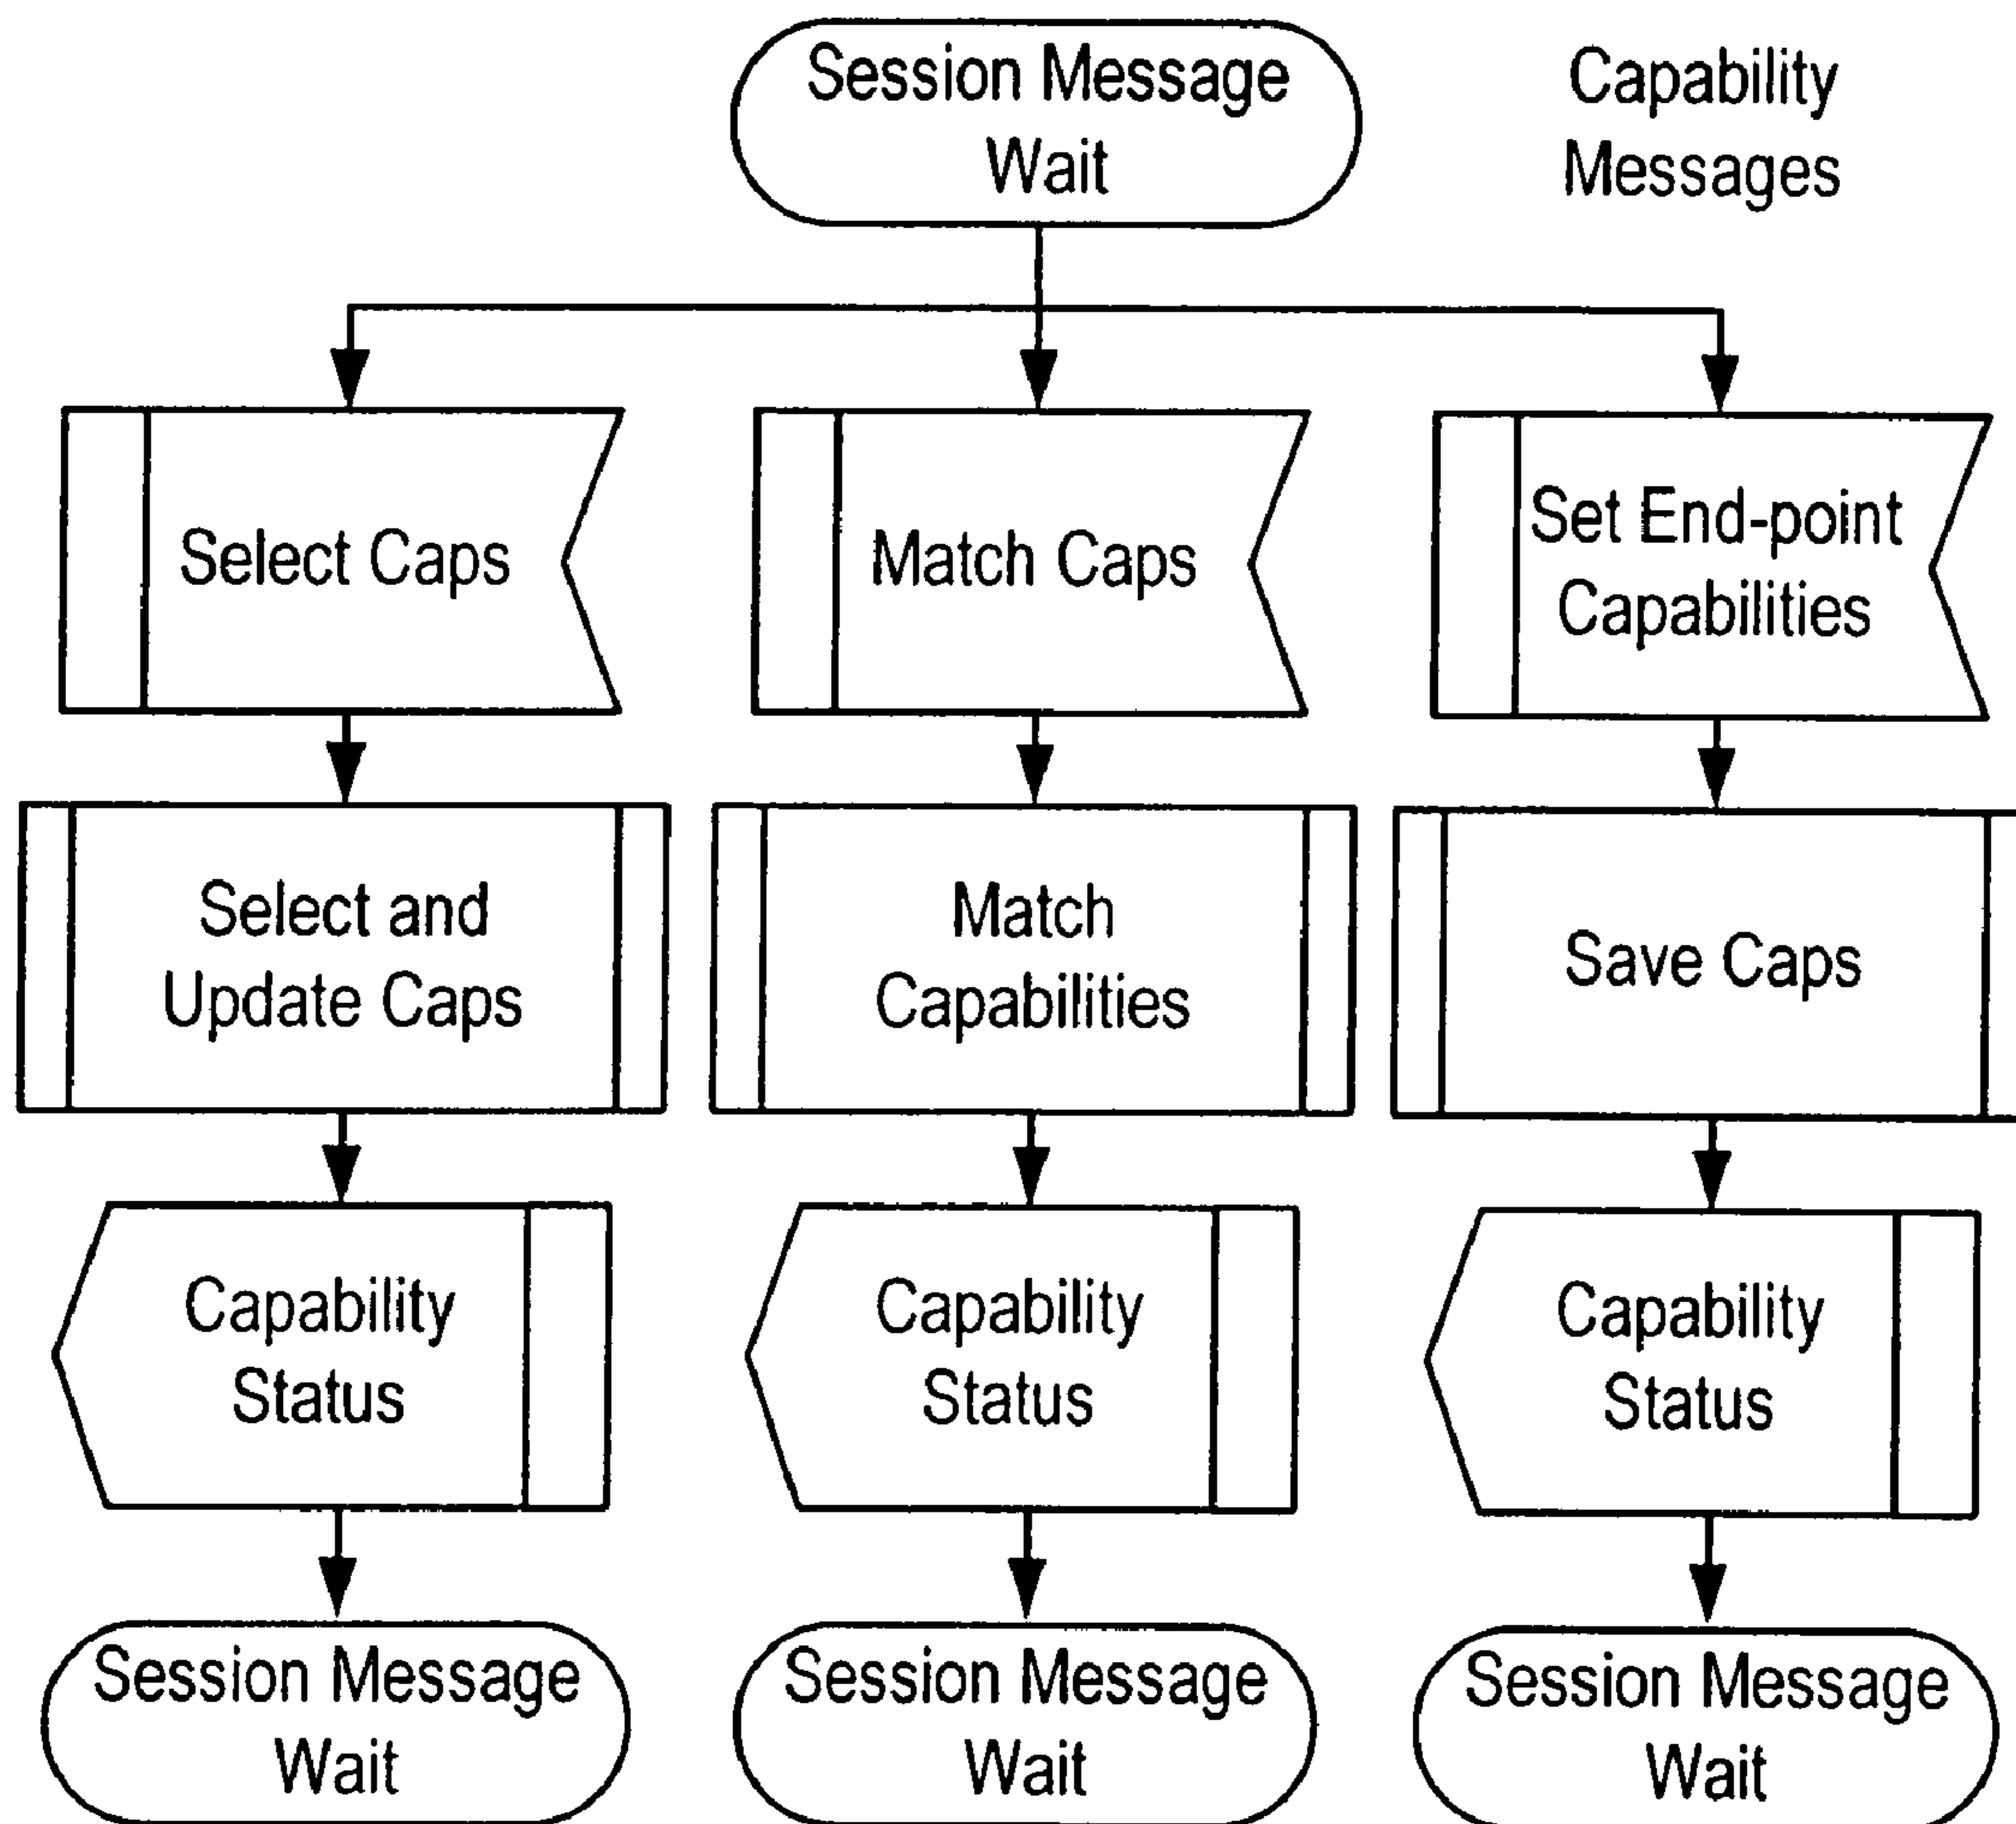 Session Message
Wait
Capability
Messages
Select Caps
Match Caps
Set End-point
Capabilities
Select and
Update Caps
Match
Capabilities
Save Caps
Capability
Status
Capability
Status
Capability
Status
Session Message
Wait
Session Message
Wait
Session Message
Wait